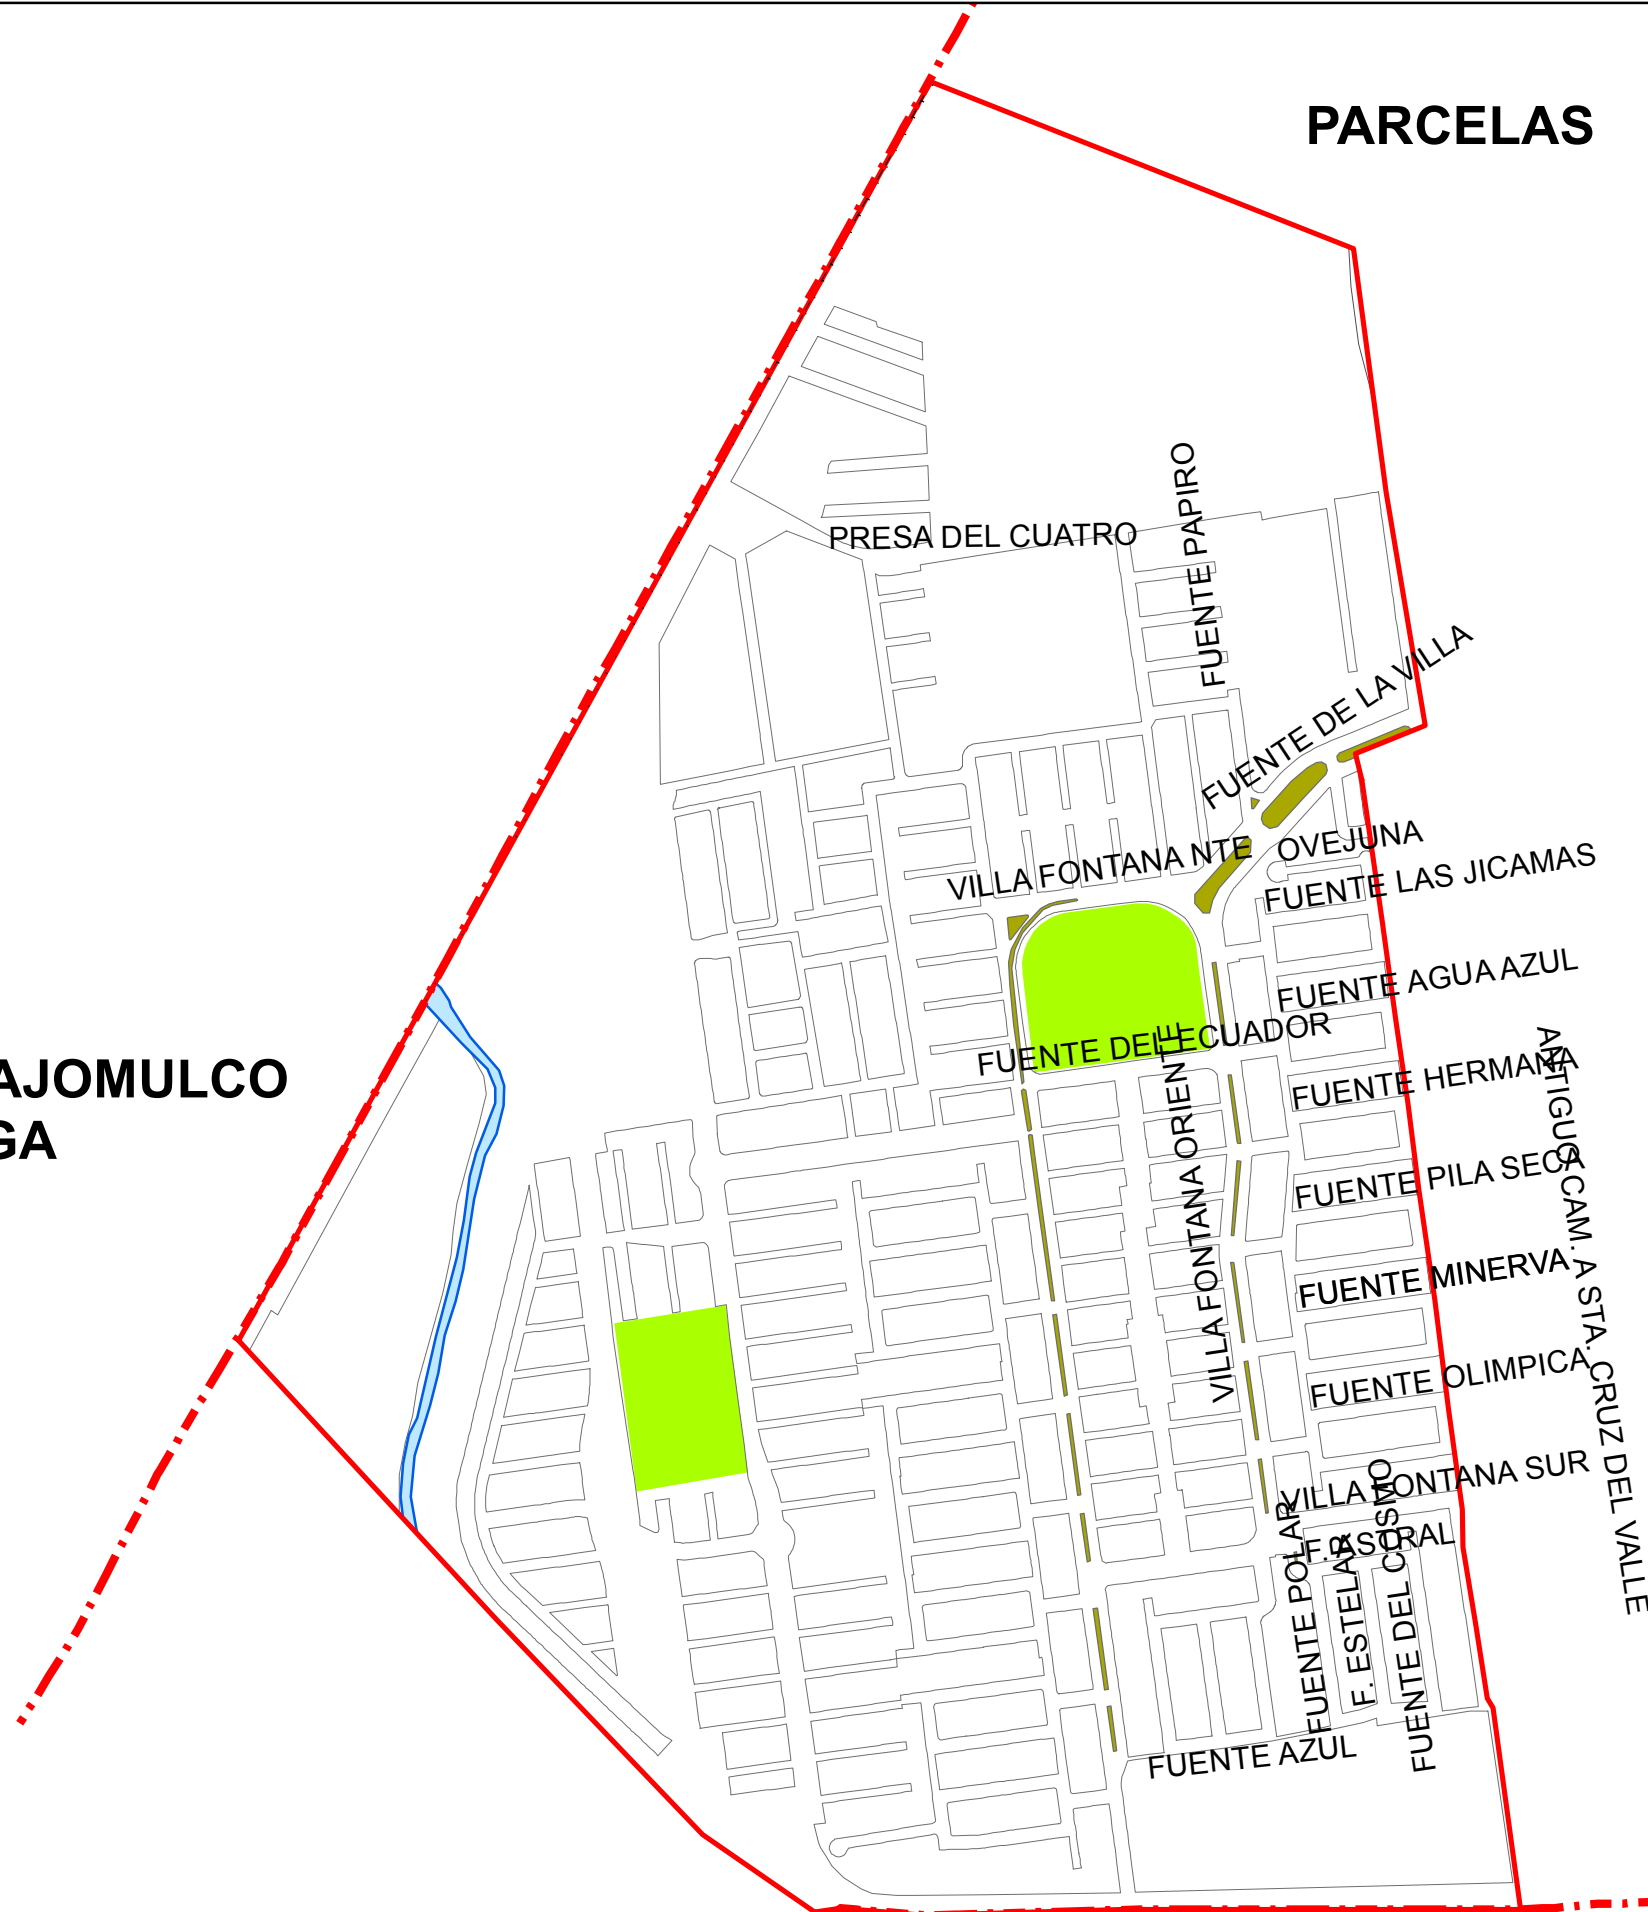 PARCELAS
PRESA DEL CUATRO
FUENTE PAPIRO
FUENTE DE LA VILLA
VILLA FONTANA NTE
OVEJUNA
FUENTE LAS JICAMAS
FUENTE AGUA AZUL
FUENTE DEL ECUADOR
AJOMULCO
GA
FUENTE HERMANA
VILLA FONTANA ORIENTE
ANTIGUO CAM. A STA. CRUZ DEL VALLE
FUENTE PILA SECA
FUENTE MINERVA
FUENTE OLIMPICA
VILLA FONTANA SUR
F. ASTRAL
FUENTE POLAR
F. ESTELAR
FUENTE DEL COSMO
FUENTE AZUL